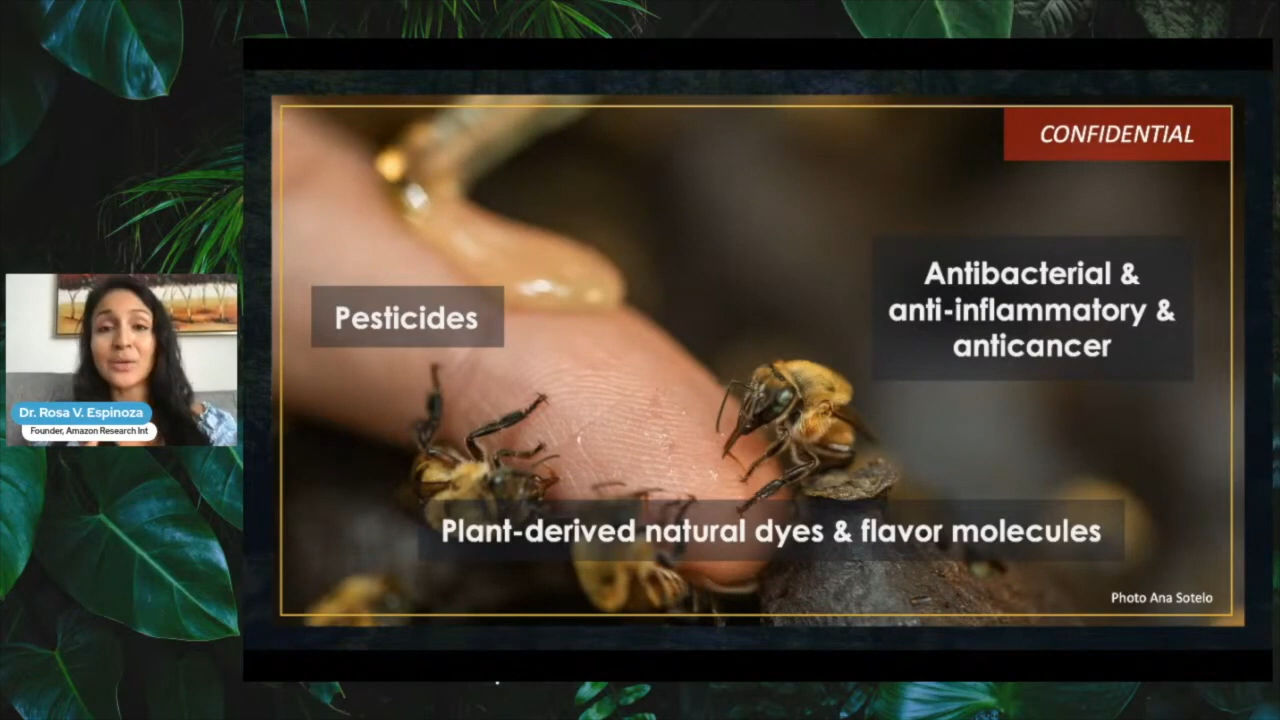 CONFIDENTIAL
Antibacterial &
anti-inflammatory &
anticancer
Pesticides
Dr. Rosa V. Espinoza
Founder, Amazon Research Int
Plant-derived natural dyes & flavor molecules
Photo Ana Sotelo